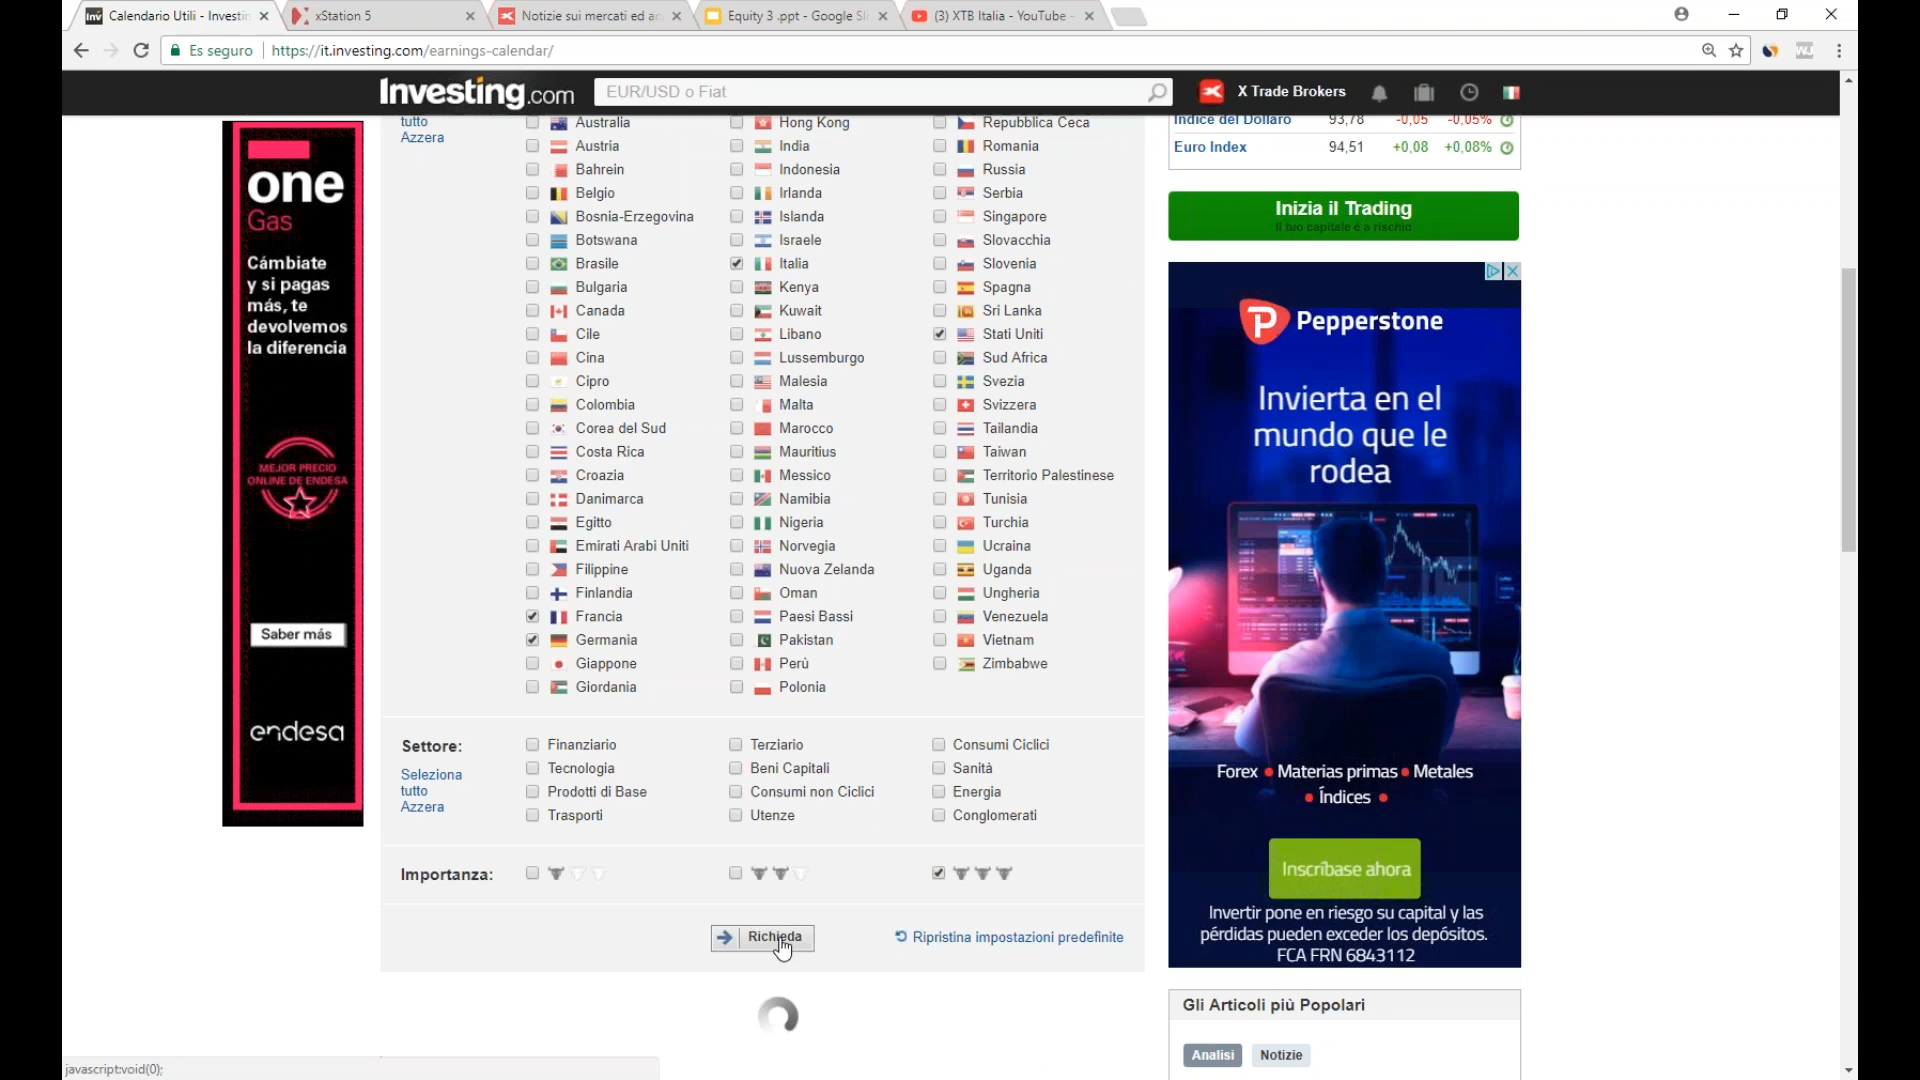 Calendario Utili - Investin
xStation 5
Notizie sui mercati ed an
Equity 3 .ppt - Google Sl
(3) XTB Italia - YouTube -
Es seguro
https://it.investing.com/earnings-calendar/
Investing.com
EUR/USD o Fiat
X Trade Brokers
one
Gas
Cámbiate
y si pagas
más, te
devolvemos
la diferencia
MEJOR PRECIO
ONLINE DE ENDESA
Saber más
endesa
tutto
Azzera
Australia
Austria
Bahrein
Belgio
Bosnia-Erzegovina
Botswana
Brasile
Bulgaria
Canada
Cile
Cina
Cipro
Colombia
Corea del Sud
Costa Rica
Croazia
Danimarca
Egitto
Emirati Arabi Uniti
Filippine
Finlandia
Francia
Germania
Giappone
Giordania
Hong Kong
India
Indonesia
Irlanda
Islanda
Israele
Italia
Kenya
Kuwait
Libano
Lussemburgo
Malesia
Malta
Marocco
Mauritius
Messico
Namibia
Nigeria
Norvegia
Nuova Zelanda
Oman
Paesi Bassi
Pakistan
Perù
Polonia
Repubblica Ceca
Romania
Russia
Serbia
Singapore
Slovacchia
Slovenia
Spagna
Sri Lanka
Stati Uniti
Sud Africa
Svezia
Svizzera
Tailandia
Taiwan
Territorio Palestinese
Tunisia
Turchia
Ucraina
Uganda
Ungheria
Venezuela
Vietnam
Zimbabwe
Settore:
Seleziona
tutto
Azzera
Finanziario
Tecnologia
Prodotti di Base
Trasporti
Terziario
Beni Capitali
Consumi non Ciclici
Utenze
Consumi Ciclici
Sanità
Energia
Conglomerati
Importanza:
Richieda
Ripristina impostazioni predefinite
Indice del Dollaro 93,78 -0,05 -0,05%
Euro Index 94,51 +0,08 +0,08%
Inizia il Trading
Il tuo capitale è a rischio
Pepperstone
Invierta en el
mundo que le
rodea
Forex • Materias primas • Metales
• Índices •
Inscríbase ahora
Invertir pone en riesgo su capital y las
pérdidas pueden exceder los depósitos.
FCA FRN 6843112
Gli Articoli più Popolari
Analisi
Notizie
javascript:void(0);